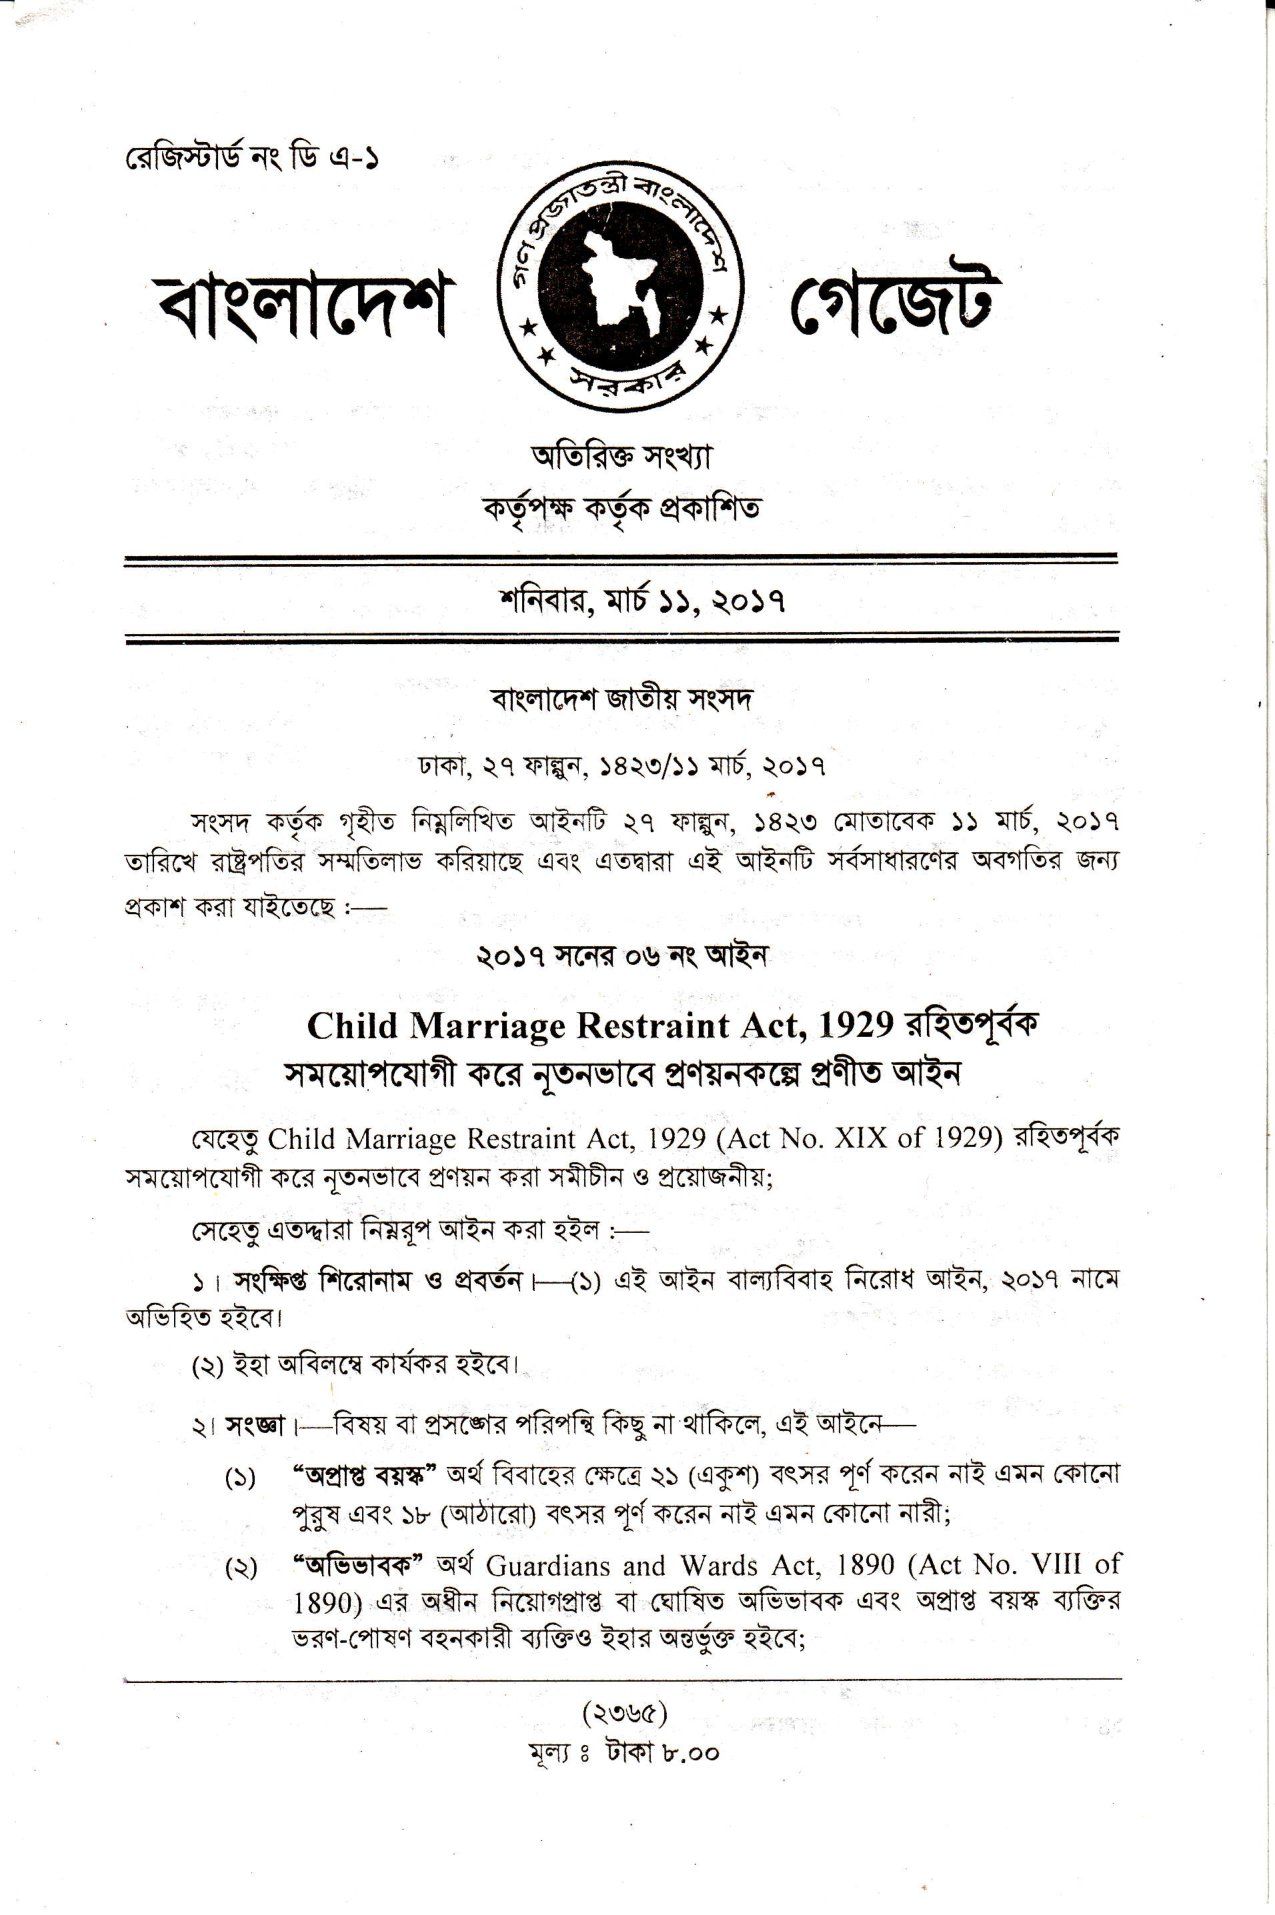 রেজিস্টার্ড নং ডি এ-১
গণ প্রজাতন্ত্রী বাংলাদেশ
সরকার
বাংলাদেশ গেজেট
অতিরিক্ত সংখ্যা
কর্তৃপক্ষ কর্তৃক প্রকাশিত
শনিবার, মার্চ ১১, ২০১৭
বাংলাদেশ জাতীয় সংসদ
ঢাকা, ২৭ ফাল্গুন, ১৪২৩/১১ মার্চ, ২০১৭
সংসদ কর্তৃক গৃহীত নিম্নলিখিত আইনটি ২৭ ফাল্গুন, ১৪২৩ মোতাবেক ১১ মার্চ, ২০১৭
তারিখে রাষ্ট্রপতির সম্মতিলাভ করিয়াছে এবং এতদ্বারা এই আইনটি সর্বসাধারণের অবগতির জন্য
প্রকাশ করা যাইতেছে :—
২০১৭ সনের ০৬ নং আইন
Child Marriage Restraint Act, 1929 রহিতপূর্বক
সময়োপযোগী করে নূতনভাবে প্রণয়নকল্পে প্রণীত আইন
যেহেতু Child Marriage Restraint Act, 1929 (Act No. XIX of 1929) রহিতপূর্বক
সময়োপযোগী করে নূতনভাবে প্রণয়ন করা সমীচীন ও প্রয়োজনীয়;
সেহেতু এতদ্দ্বারা নিম্নরূপ আইন করা হইল :—
১। সংক্ষিপ্ত শিরোনাম ও প্রবর্তন।—(১) এই আইন বাল্যবিবাহ নিরোধ আইন, ২০১৭ নামে
অভিহিত হইবে।
(২) ইহা অবিলম্বে কার্যকর হইবে।
২। সংজ্ঞা।—বিষয় বা প্রসঙ্গের পরিপন্থি কিছু না থাকিলে, এই আইনে—
(১) “অপ্রাপ্ত বয়স্ক” অর্থ বিবাহের ক্ষেত্রে ২১ (একুশ) বৎসর পূর্ণ করেন নাই এমন কোনো
পুরুষ এবং ১৮ (আঠারো) বৎসর পূর্ণ করেন নাই এমন কোনো নারী;
(২) “অভিভাবক” অর্থ Guardians and Wards Act, 1890 (Act No. VIII of
1890) এর অধীন নিয়োগপ্রাপ্ত বা ঘোষিত অভিভাবক এবং অপ্রাপ্ত বয়স্ক ব্যক্তির
ভরণ-পোষণ বহনকারী ব্যক্তিও ইহার অন্তর্ভুক্ত হইবে;
(২৩৬৫)
মূল্য ঃ টাকা ৮.০০